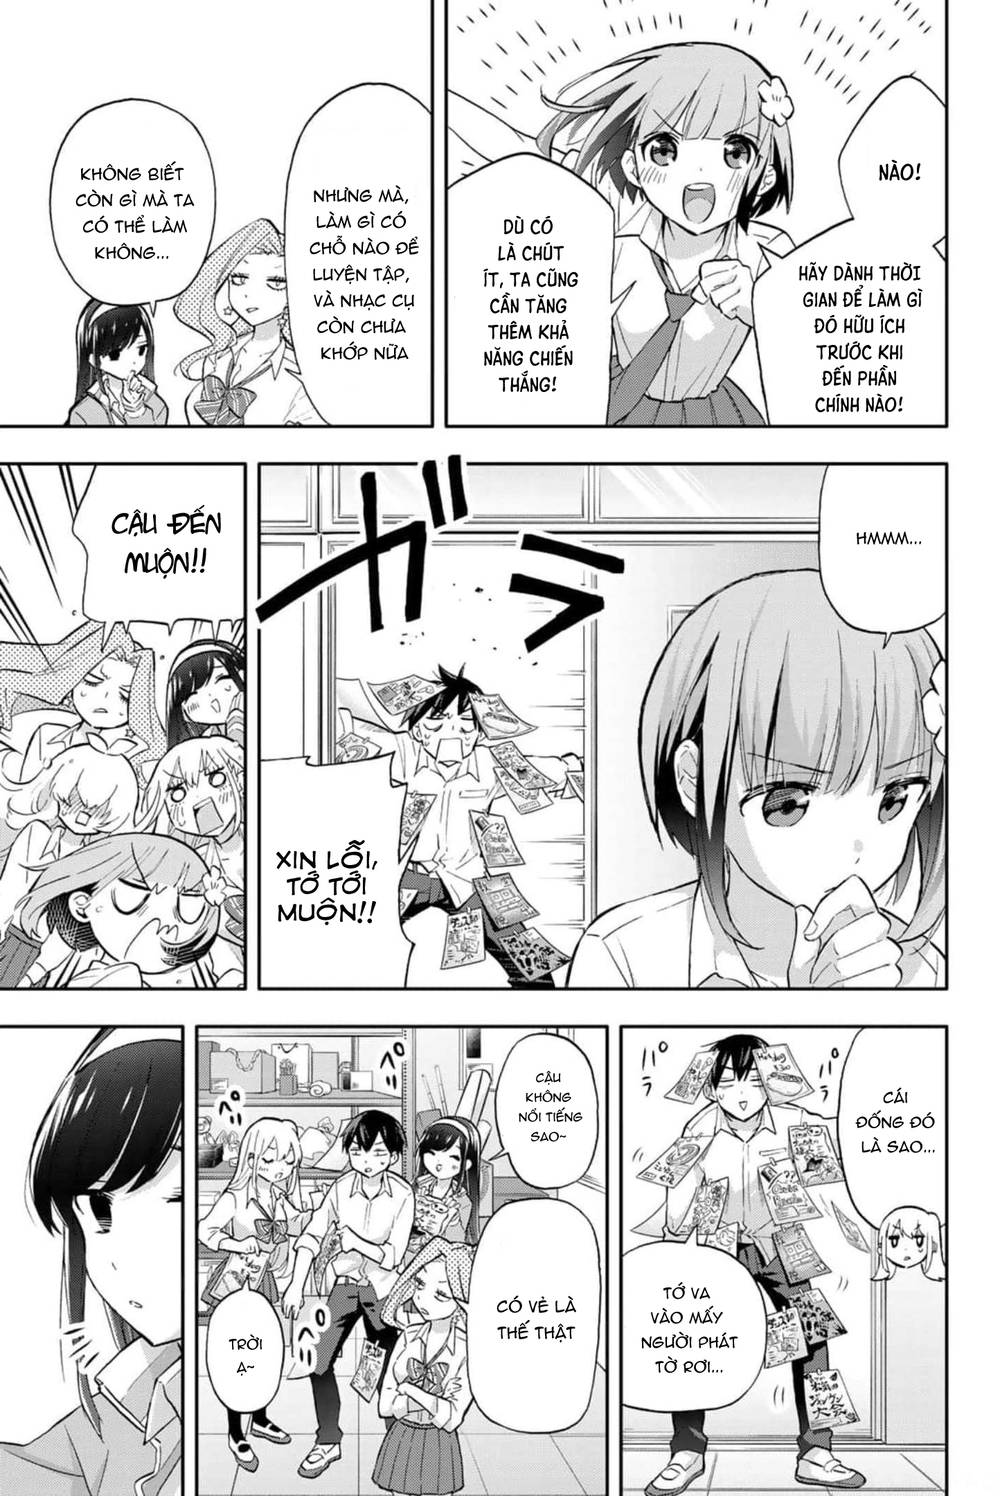 NÀO!
HÃY DÀNH THỜI
GIAN ĐỂ LÀM GÌ
ĐÓ HỮU ÍCH
TRƯỚC KHI
ĐẾN PHẦN
CHÍNH NÀO!
DÙ CÓ
LÀ CHÚT
ÍT, TA CŨNG
CẦN TĂNG
THÊM KHẢ
NĂNG CHIẾN
THẮNG!
NHƯNG MÀ,
LÀM GÌ CÓ
CHỖ NÀO ĐỂ
LUYỆN TẬP,
VÀ NHẠC CỤ
CÒN CHƯA
KHỚP NỮA
KHÔNG BIẾT
CÒN GÌ MÀ TA
CÓ THỂ LÀM
KHÔNG...
HMMM...
ガラ
XIN LỖI,
TỚ TỚI
MUỘN!!
CẬU ĐẾN
MUỘN!!
CÁI
ĐỐNG ĐÓ
LÀ SAO...
TỚ VA
VÀO MẤY
NGƯỜI PHÁT
TỜ RƠI...
CẬU
KHÔNG
NỔI TIẾNG
SAO~
CÓ VẺ LÀ
THẾ THẬT
TRỜI
Ạ~